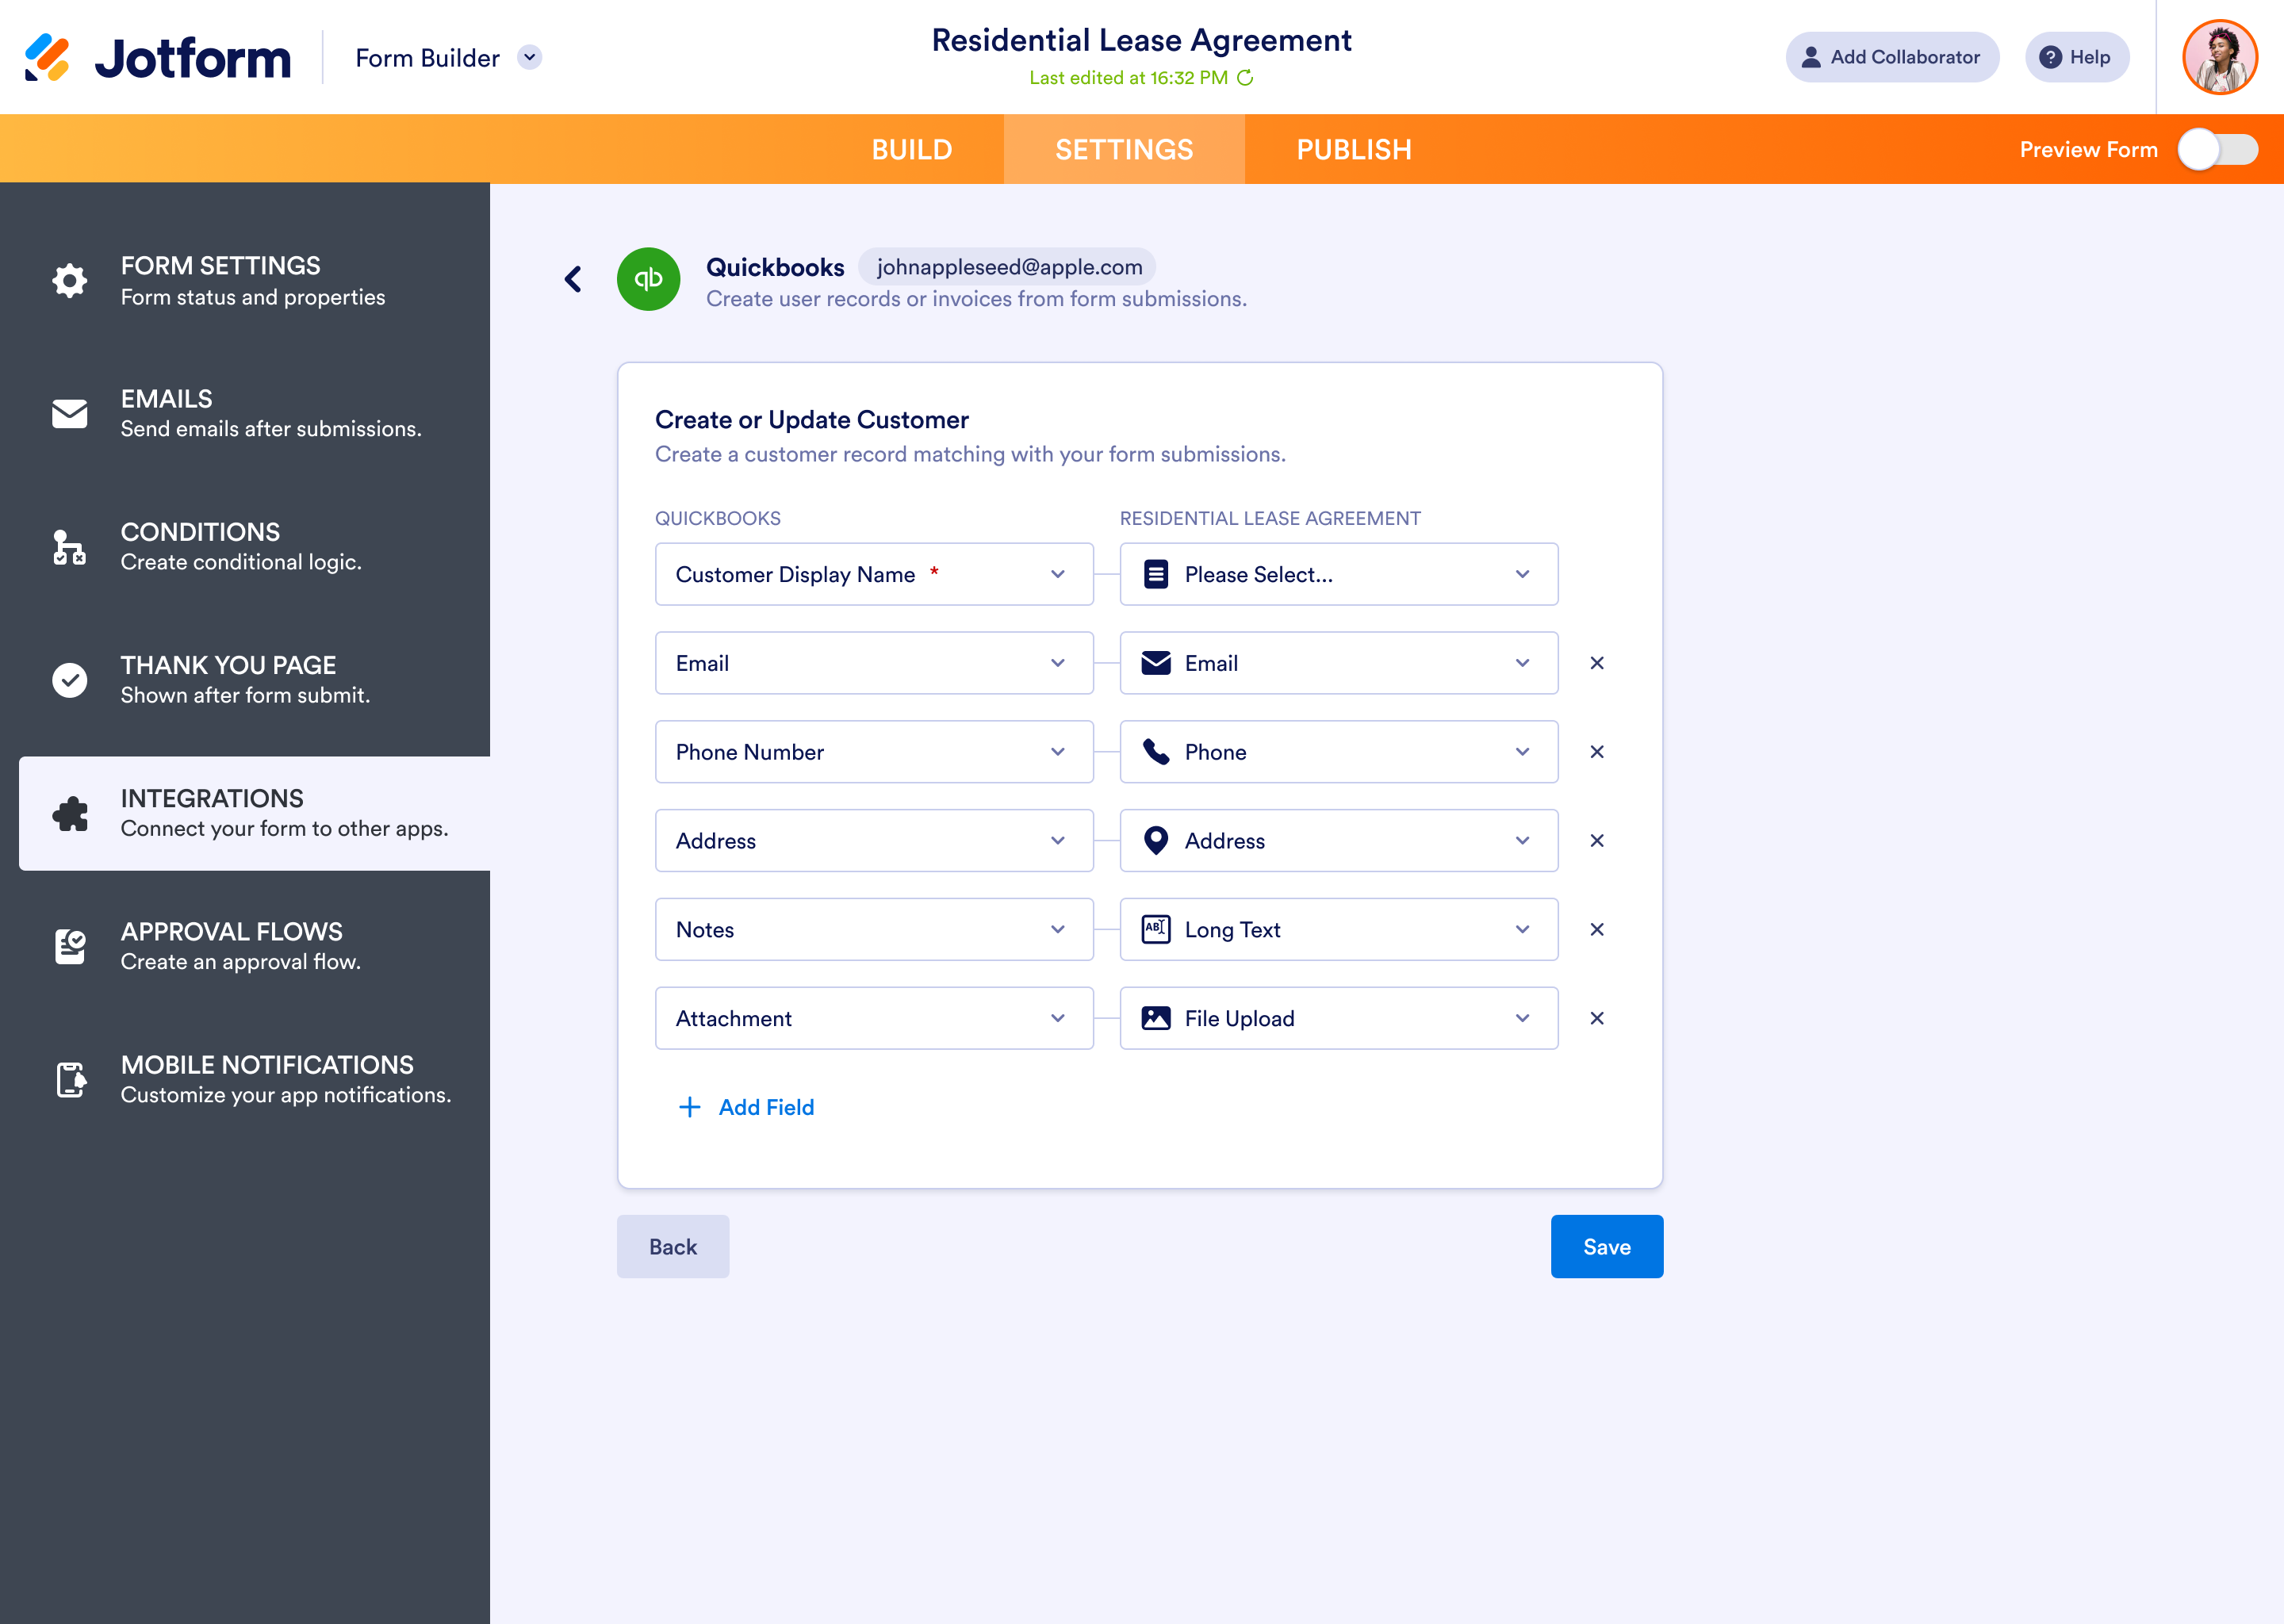 Jotform
Form Builder
Residential Lease Agreement
Last edited at 16:32 PM
Add Collaborator
? Help
BUILD
SETTINGS
PUBLISH
Preview Form
FORM SETTINGS
Form status and properties
EMAILS
Send emails after submissions.
CONDITIONS
Create conditional logic.
THANK YOU PAGE
Shown after form submit.
INTEGRATIONS
Connect your form to other apps.
APPROVAL FLOWS
Create an approval flow.
MOBILE NOTIFICATIONS
Customize your app notifications.
qb
Quickbooks
johnappleseed@apple.com
Create user records or invoices from form submissions.
Create or Update Customer
Create a customer record matching with your form submissions.
QUICKBOOKS
RESIDENTIAL LEASE AGREEMENT
Customer Display Name *
Please Select...
Email
Email
Phone Number
Phone
Address
Address
Notes
AB Long Text
Attachment
File Upload
+ Add Field
Back
Save